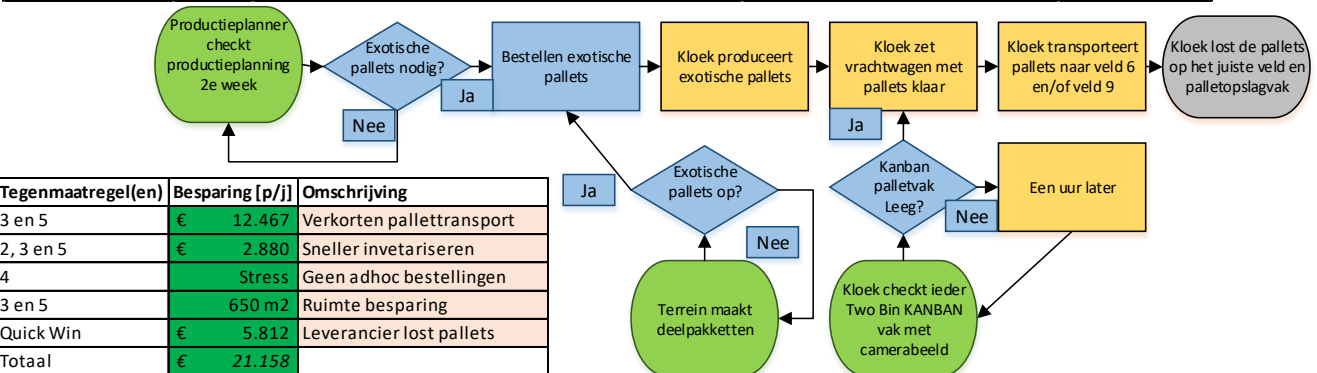 Productieplanner
checkt
productieplanning
2e week
Exotische
pallets nodig?
Ja
Nee
Bestellen exotische
pallets
Kloek produceert
exotische pallets
Kloek zet
vrachtwagen met
pallets klaar
Kloek transporteert
pallets naar veld 6
en/of veld 9
Kloek lost de pallets
op het juiste veld en
palletopslagvak
Ja
Exotische
pallets op?
Ja
Nee
Terrein maakt
deelpakketten
Kanban
palletvak
Leeg?
Nee
Een uur later
Kloek checkt ieder
Two Bin KANBAN
vak met
camerabeeld
Tegenmaatregel(en) Besparing [p/j] Omschrijving
3 en 5 € 12.467 Verkorten pallettransport
2, 3 en 5 € 2.880 Sneller invetariseren
4 Stress Geen adhoc bestellingen
3 en 5 650 m2 Ruimte besparing
Quick Win € 5.812 Leverancier lost pallets
Totaal € 21.158